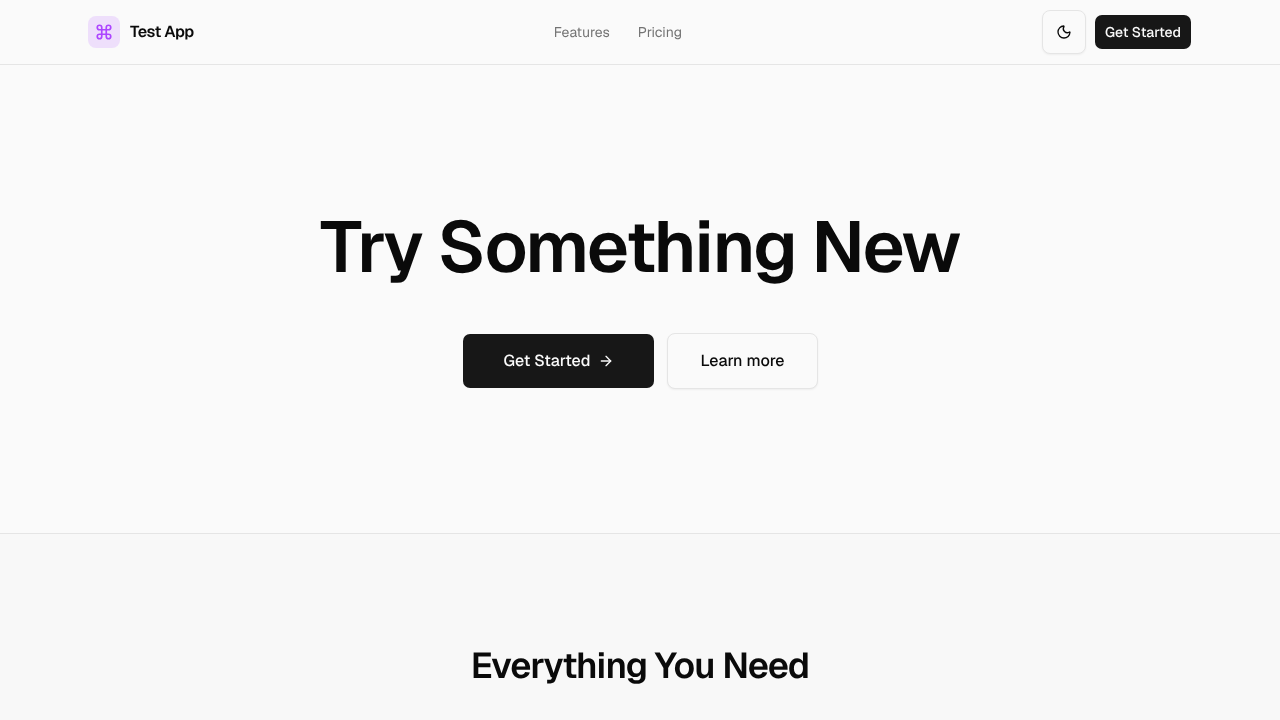 Test App
Features
Pricing
Get Started
Try Something New
Get Started
Learn more
Everything You Need